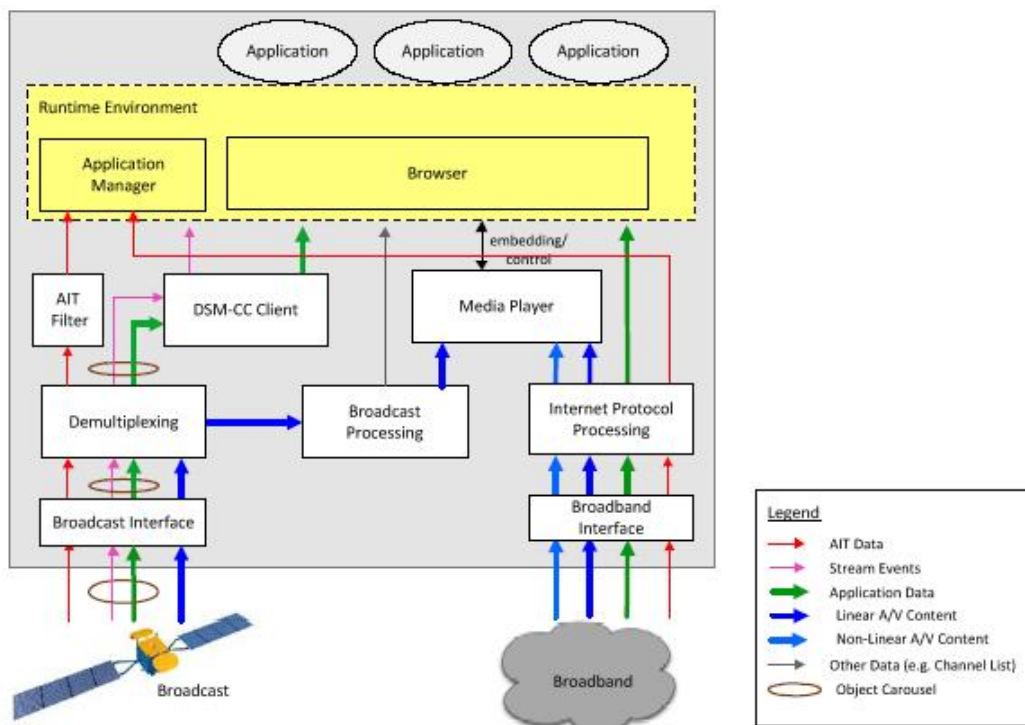 Application
Application
Application
Runtime Environment
Application
Manager
Browser
embedding/
control
AIT
Filter
DSM-CC Client
Media Player
Demultiplexing
Broadcast
Processing
Internet Protocol
Processing
Broadcast Interface
Broadband
Interface
Broadcast
Broadband
Legend
AIT Data
Stream Events
Application Data
Linear A/V Content
Non-Linear A/V Content
Other Data (e.g. Channel List)
Object Carousel